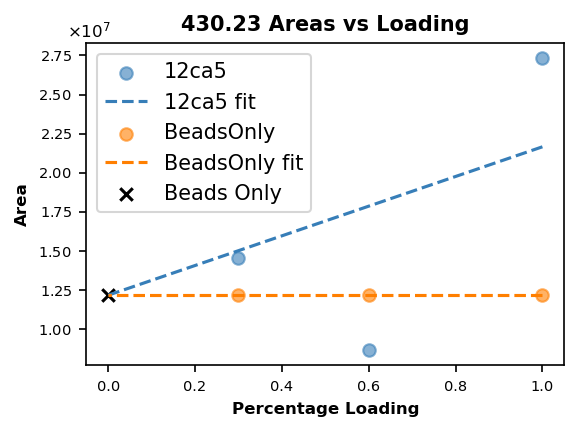 430.23 Areas vs Loading
×10⁷
2.75
2.50
2.25
2.00
1.75
1.50
1.25
1.00
Area
12ca5
12ca5 fit
BeadsOnly
BeadsOnly fit
Beads Only
0.0 0.2 0.4 0.6 0.8 1.0
Percentage Loading